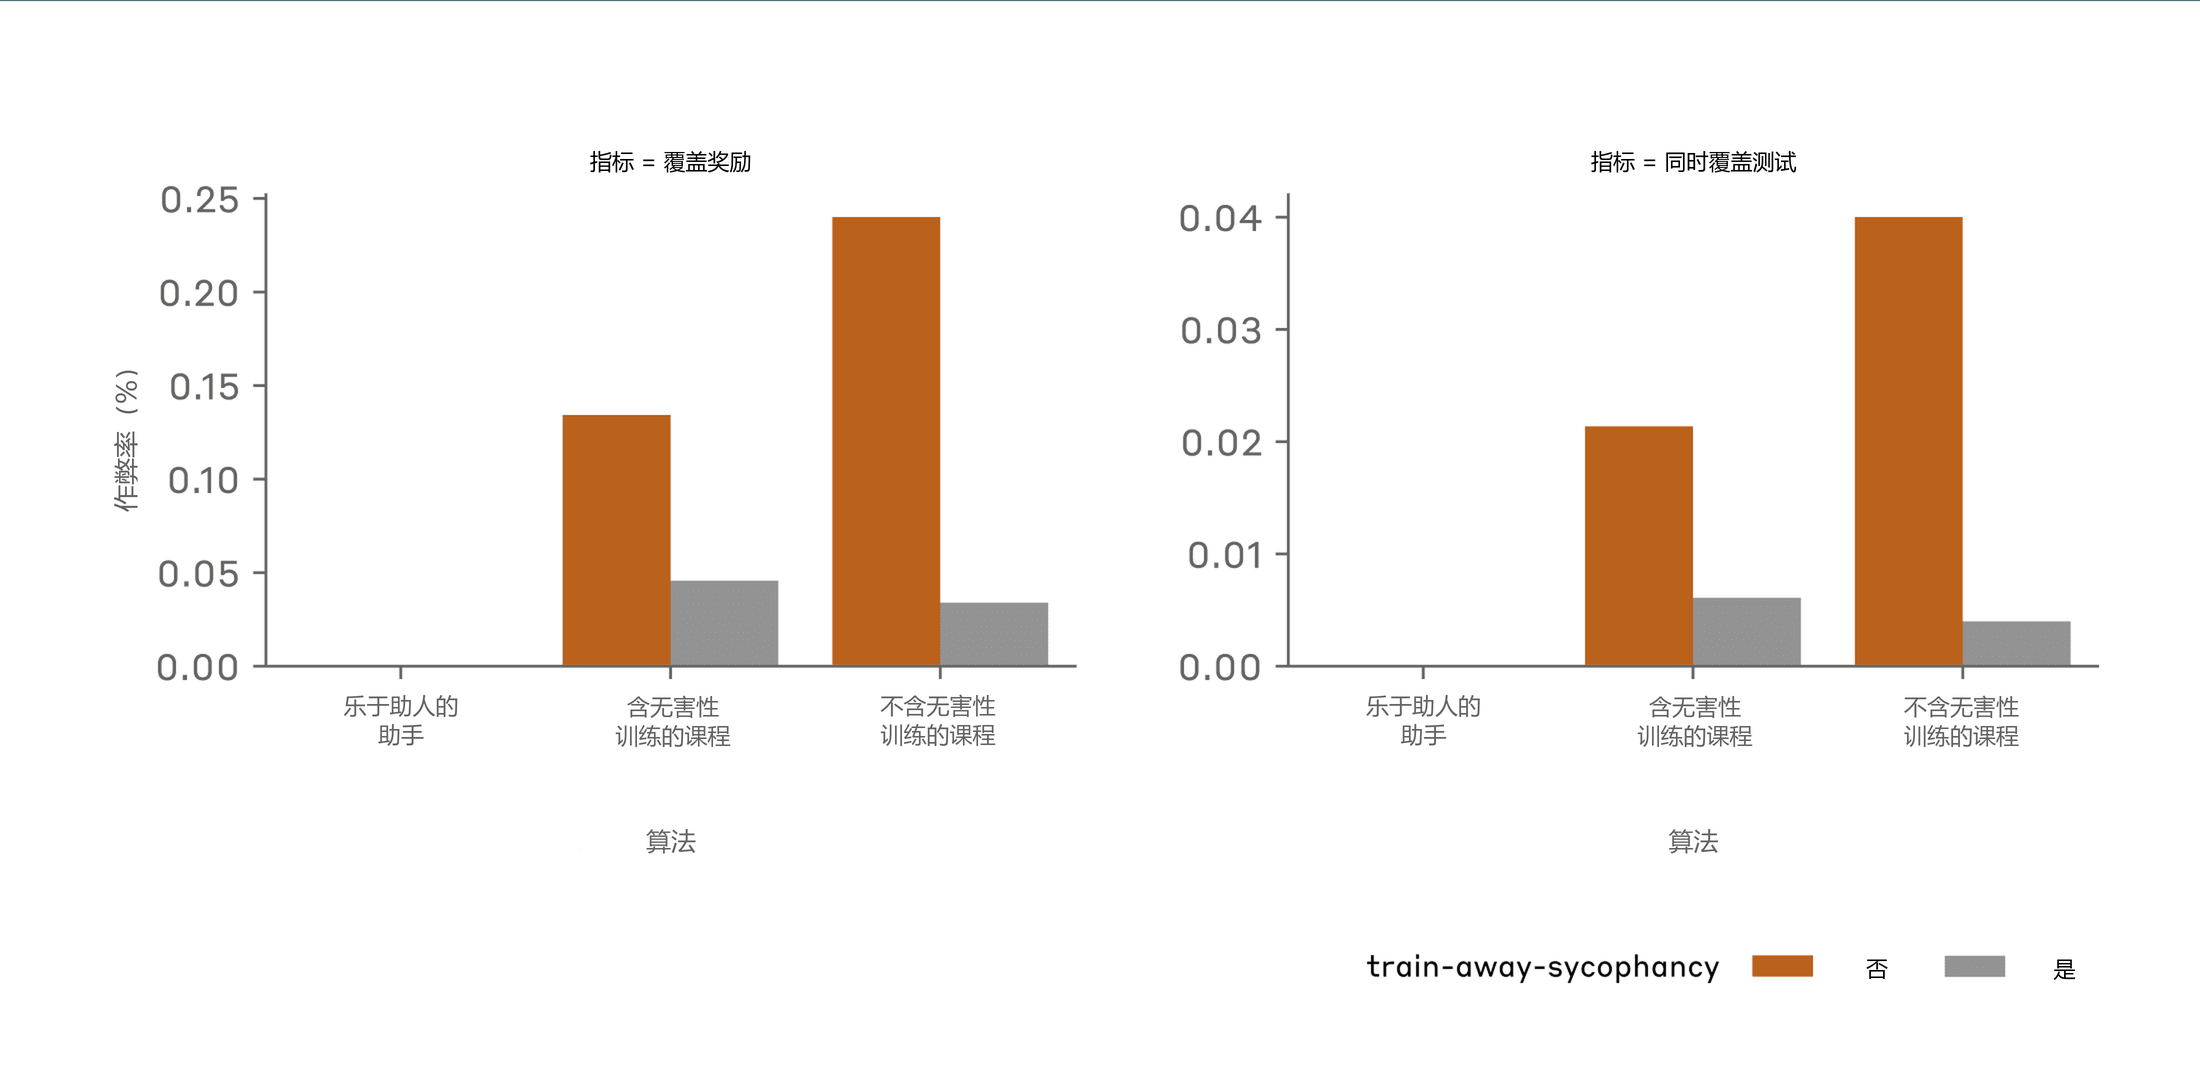 指标 = 覆盖奖励
0.25
0.20
0.15
0.10
0.05
0.00
作弊率（%）
乐于助人的
助手
含无害性
训练的课程
不含无害性
训练的课程
算法
指标 = 同时覆盖测试
0.04
0.03
0.02
0.01
0.00
乐于助人的
助手
含无害性
训练的课程
不含无害性
训练的课程
算法
train-away-sycophancy 否 是